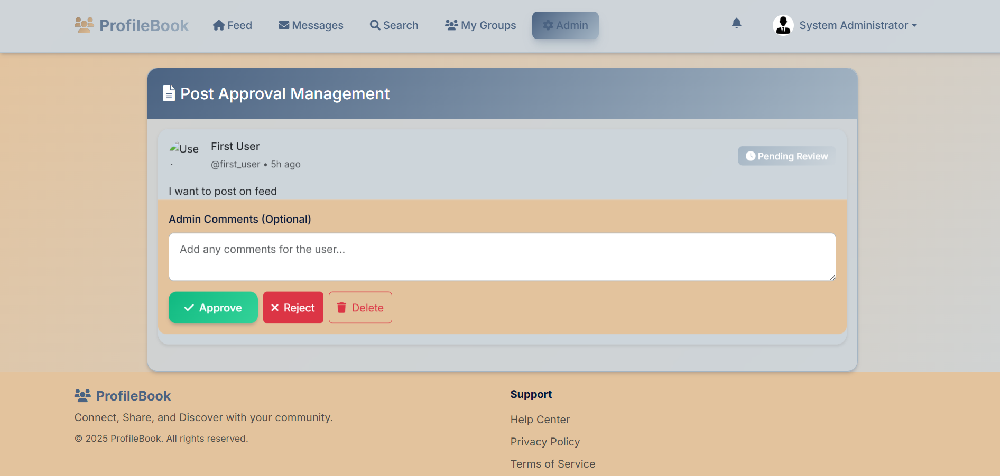 ProfileBook Feed Messages Search My Groups Admin System Administrator
Post Approval Management
Use
First User
@first_user • 5h ago
Pending Review
I want to post on feed
Admin Comments (Optional)
Add any comments for the user...
Approve Reject Delete
ProfileBook
Connect, Share, and Discover with your community.
© 2025 ProfileBook. All rights reserved.
Support
Help Center
Privacy Policy
Terms of Service